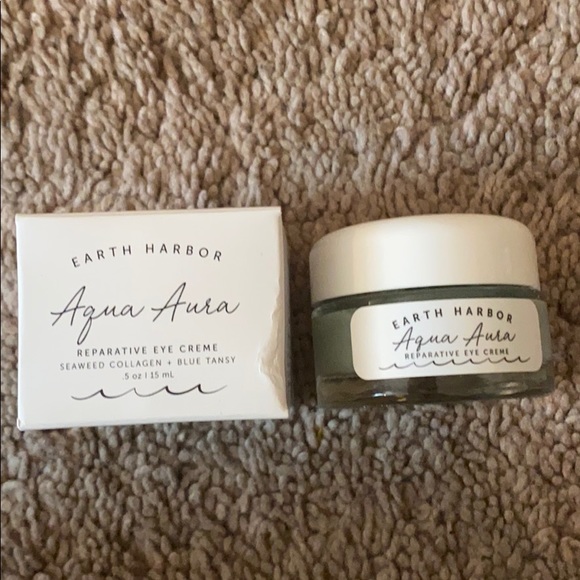 EARTH HARBOR
Aqua Aura
REPARATIVE EYE CREME
SEAWEED COLLAGEN + BLUE TANSY
.5 oz | 15 mL
EARTH HARBOR
Aqua Aura
REPARATIVE EYE CREME